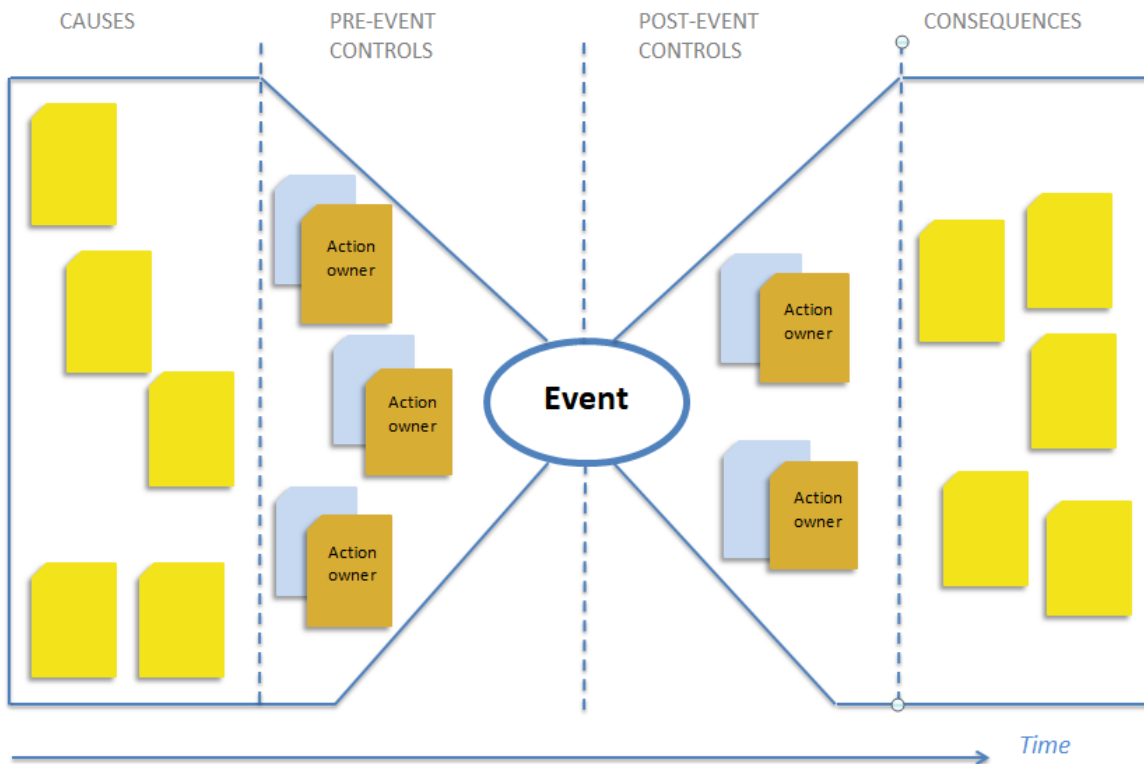 CAUSES
PRE-EVENT
CONTROLS
POST-EVENT
CONTROLS
CONSEQUENCES
Action
owner
Action
owner
Action
owner
Event
Action
owner
Action
owner
Time